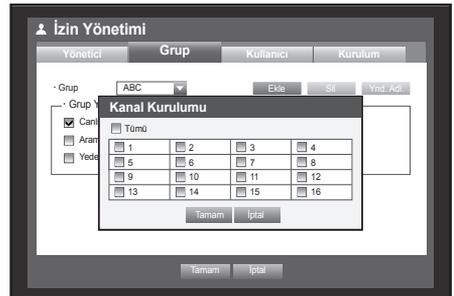 İzin Yönetimi
Yönetici Grup Kullanıcı Kurulum
· Grup ABC Ekle Sil Ynd. Adl.
· Grup Y
Canlı
Aram
Yede
Kanal Kurulumu
Tümü
1 2 3 4
5 6 7 8
9 10 11 12
13 14 15 16
Tamam İptal
Tamam İptal